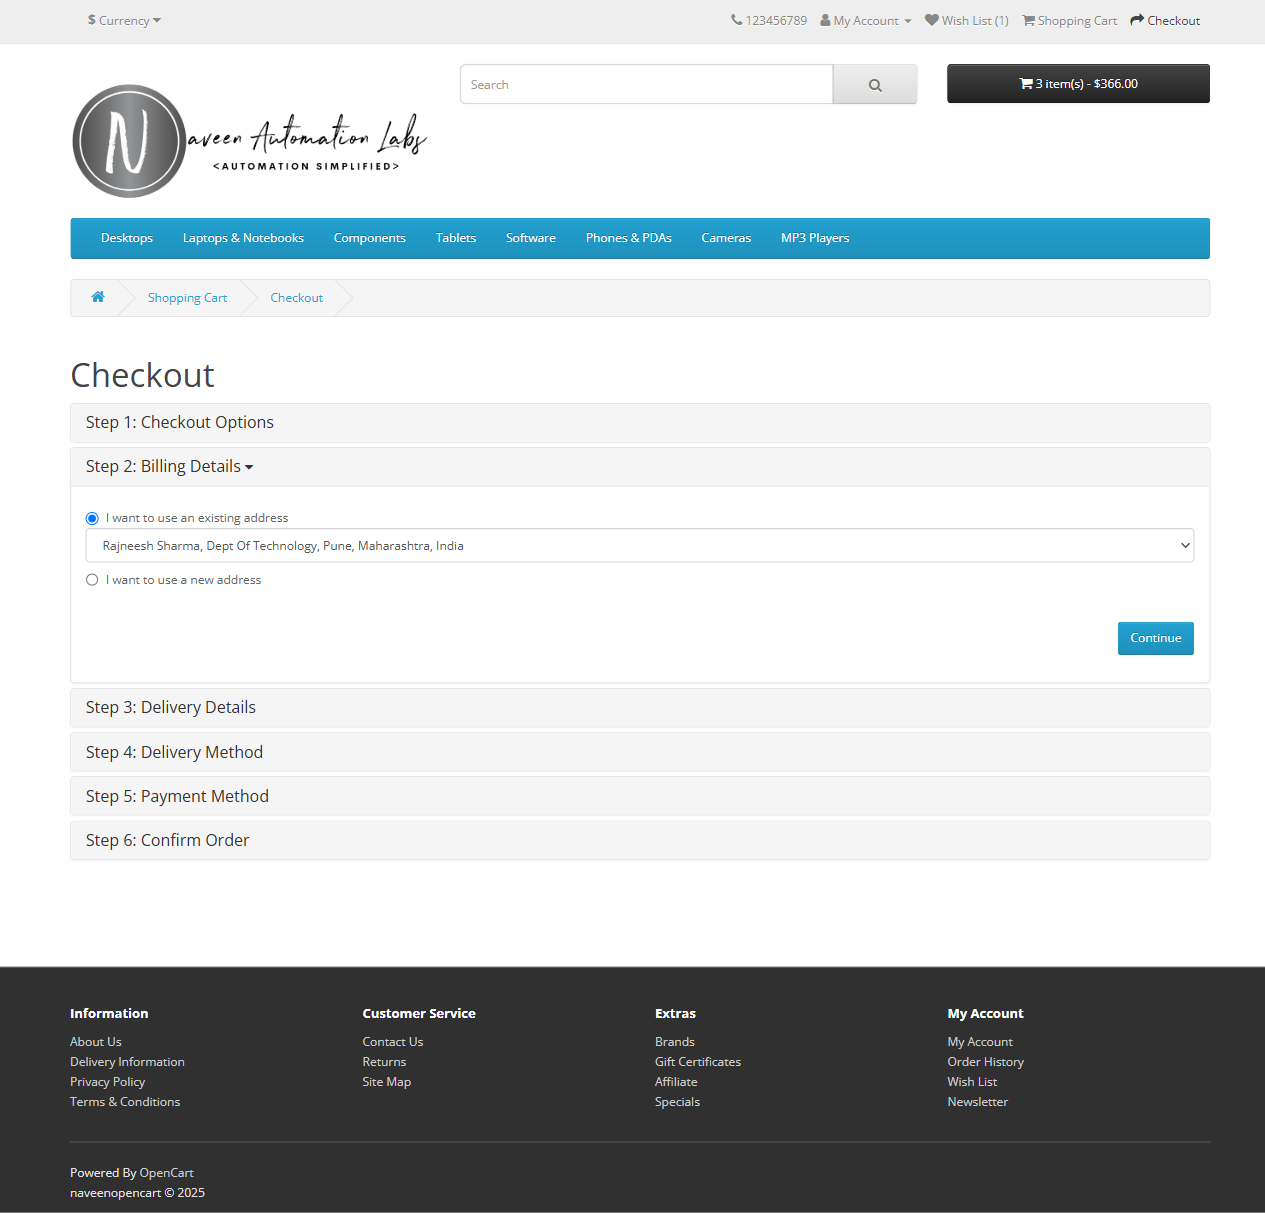 $ Currency
123456789 My Account Wish List (1) Shopping Cart Checkout
Search
3 item(s) - $366.00
N
aveen Automation Labs
<AUTOMATION SIMPLIFIED>
Desktops Laptops & Notebooks Components Tablets Software Phones & PDAs Cameras MP3 Players
Shopping Cart Checkout
Checkout
Step 1: Checkout Options
Step 2: Billing Details
I want to use an existing address
Rajneesh Sharma, Dept Of Technology, Pune, Maharashtra, India
I want to use a new address
Continue
Step 3: Delivery Details
Step 4: Delivery Method
Step 5: Payment Method
Step 6: Confirm Order
Information
About Us
Delivery Information
Privacy Policy
Terms & Conditions
Customer Service
Contact Us
Returns
Site Map
Extras
Brands
Gift Certificates
Affiliate
Specials
My Account
My Account
Order History
Wish List
Newsletter
Powered By OpenCart
naveenopencart © 2025